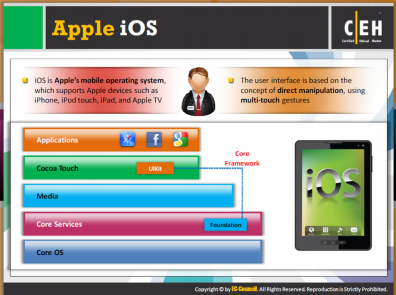 Apple iOS
C|EH
Certified Ethical Hacker
iOS is Apple's mobile operating system,
which supports Apple devices such as
iPhone, iPod touch, iPad, and Apple TV
The user interface is based on the
concept of direct manipulation, using
multi-touch gestures
Applications
Core
Framework
Cocoa Touch
UIKit
Media
Core Services
Foundation
Core OS
iOS
Copyright © by EC-Council. All Rights Reserved. Reproduction is Strictly Prohibited.